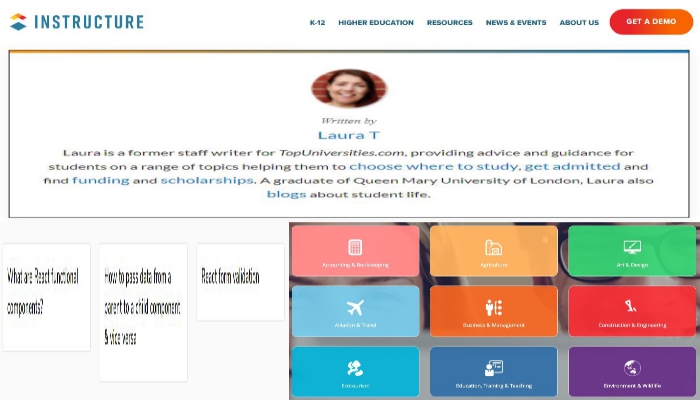 INSTRUCTURE
K-12 HIGHER EDUCATION RESOURCES NEWS & EVENTS ABOUT US GET A DEMO
Written by
Laura T
Laura is a former staff writer for TopUniversities.com, providing advice and guidance for
students on a range of topics helping them to choose where to study, get admitted and
find funding and scholarships. A graduate of Queen Mary University of London, Laura also
blogs about student life.
What are React functional
components?
How to pass data from a
parent to a child component
& vice versa
React form validation
Accounting & Bookkeeping
Agriculture
Art & Design
Aviation & Travel
Business & Management
Construction & Engineering
Ecotourism
Education, Training & Teaching
Environment & Wildlife